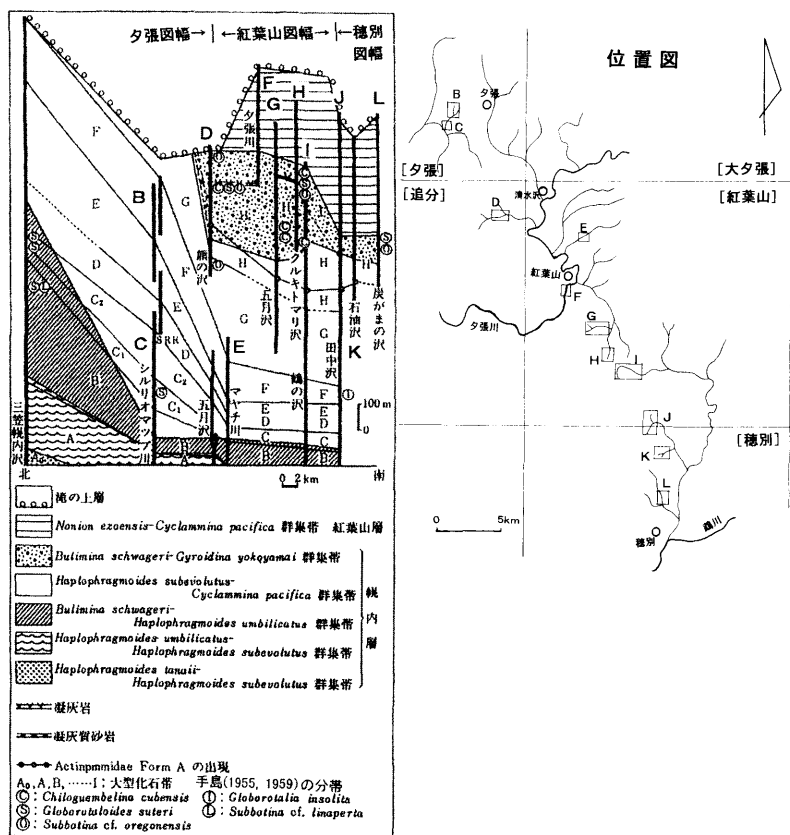 夕張図幅→|←紅葉山図幅→|←穂別図幅
F
H
J
L
G
D
I
夕張川
B
熊の沢
五月沢
クルキトマリ沢
炭がまの沢
石油沢
K
田中沢
鶴の沢
C
E
シルリオマップ川
五月沢
マキチ川
三笠幌内沢
100 m
0
北
0 2 km
南
滝の上層
Nonion ezoensis-Cyclammina pacifica 群集帯 紅葉山層
Bulimina schwageri-Gyroidina yokoyamai 群集帯
Haplophragmoides subevolutus-
Cyclammina pacifica 群集帯
Bulimina schwageri-
Haplophragmoides umbilicatus 群集帯
Haplophragmoides umbilicatus-
Haplophragmoides subevolutus 群集帯
Haplophragmoides tanaii-
Haplophragmoides subevolutus 群集帯
幌内層
凝灰岩
凝灰質砂岩
Actinpmmidae Form A の出現
A₀, A, B, ……I: 大型化石帯 手島(1955, 1959)の分帯
Ⓒ: Chiloguembelina cubensis Ⓘ: Globorotalia insolita
Ⓢ: Globorotaloides suteri Ⓛ: Subbotina cf. linaperta
Ⓞ: Subbotina cf. oregonensis
位置図
B
夕張
C
[夕張]
[大夕張]
[追分]
[紅葉山]
清水沢
D
E
紅葉山
F
夕張川
G
H
I
J
[穂別]
K
L
0 5km
穂別
鵡川